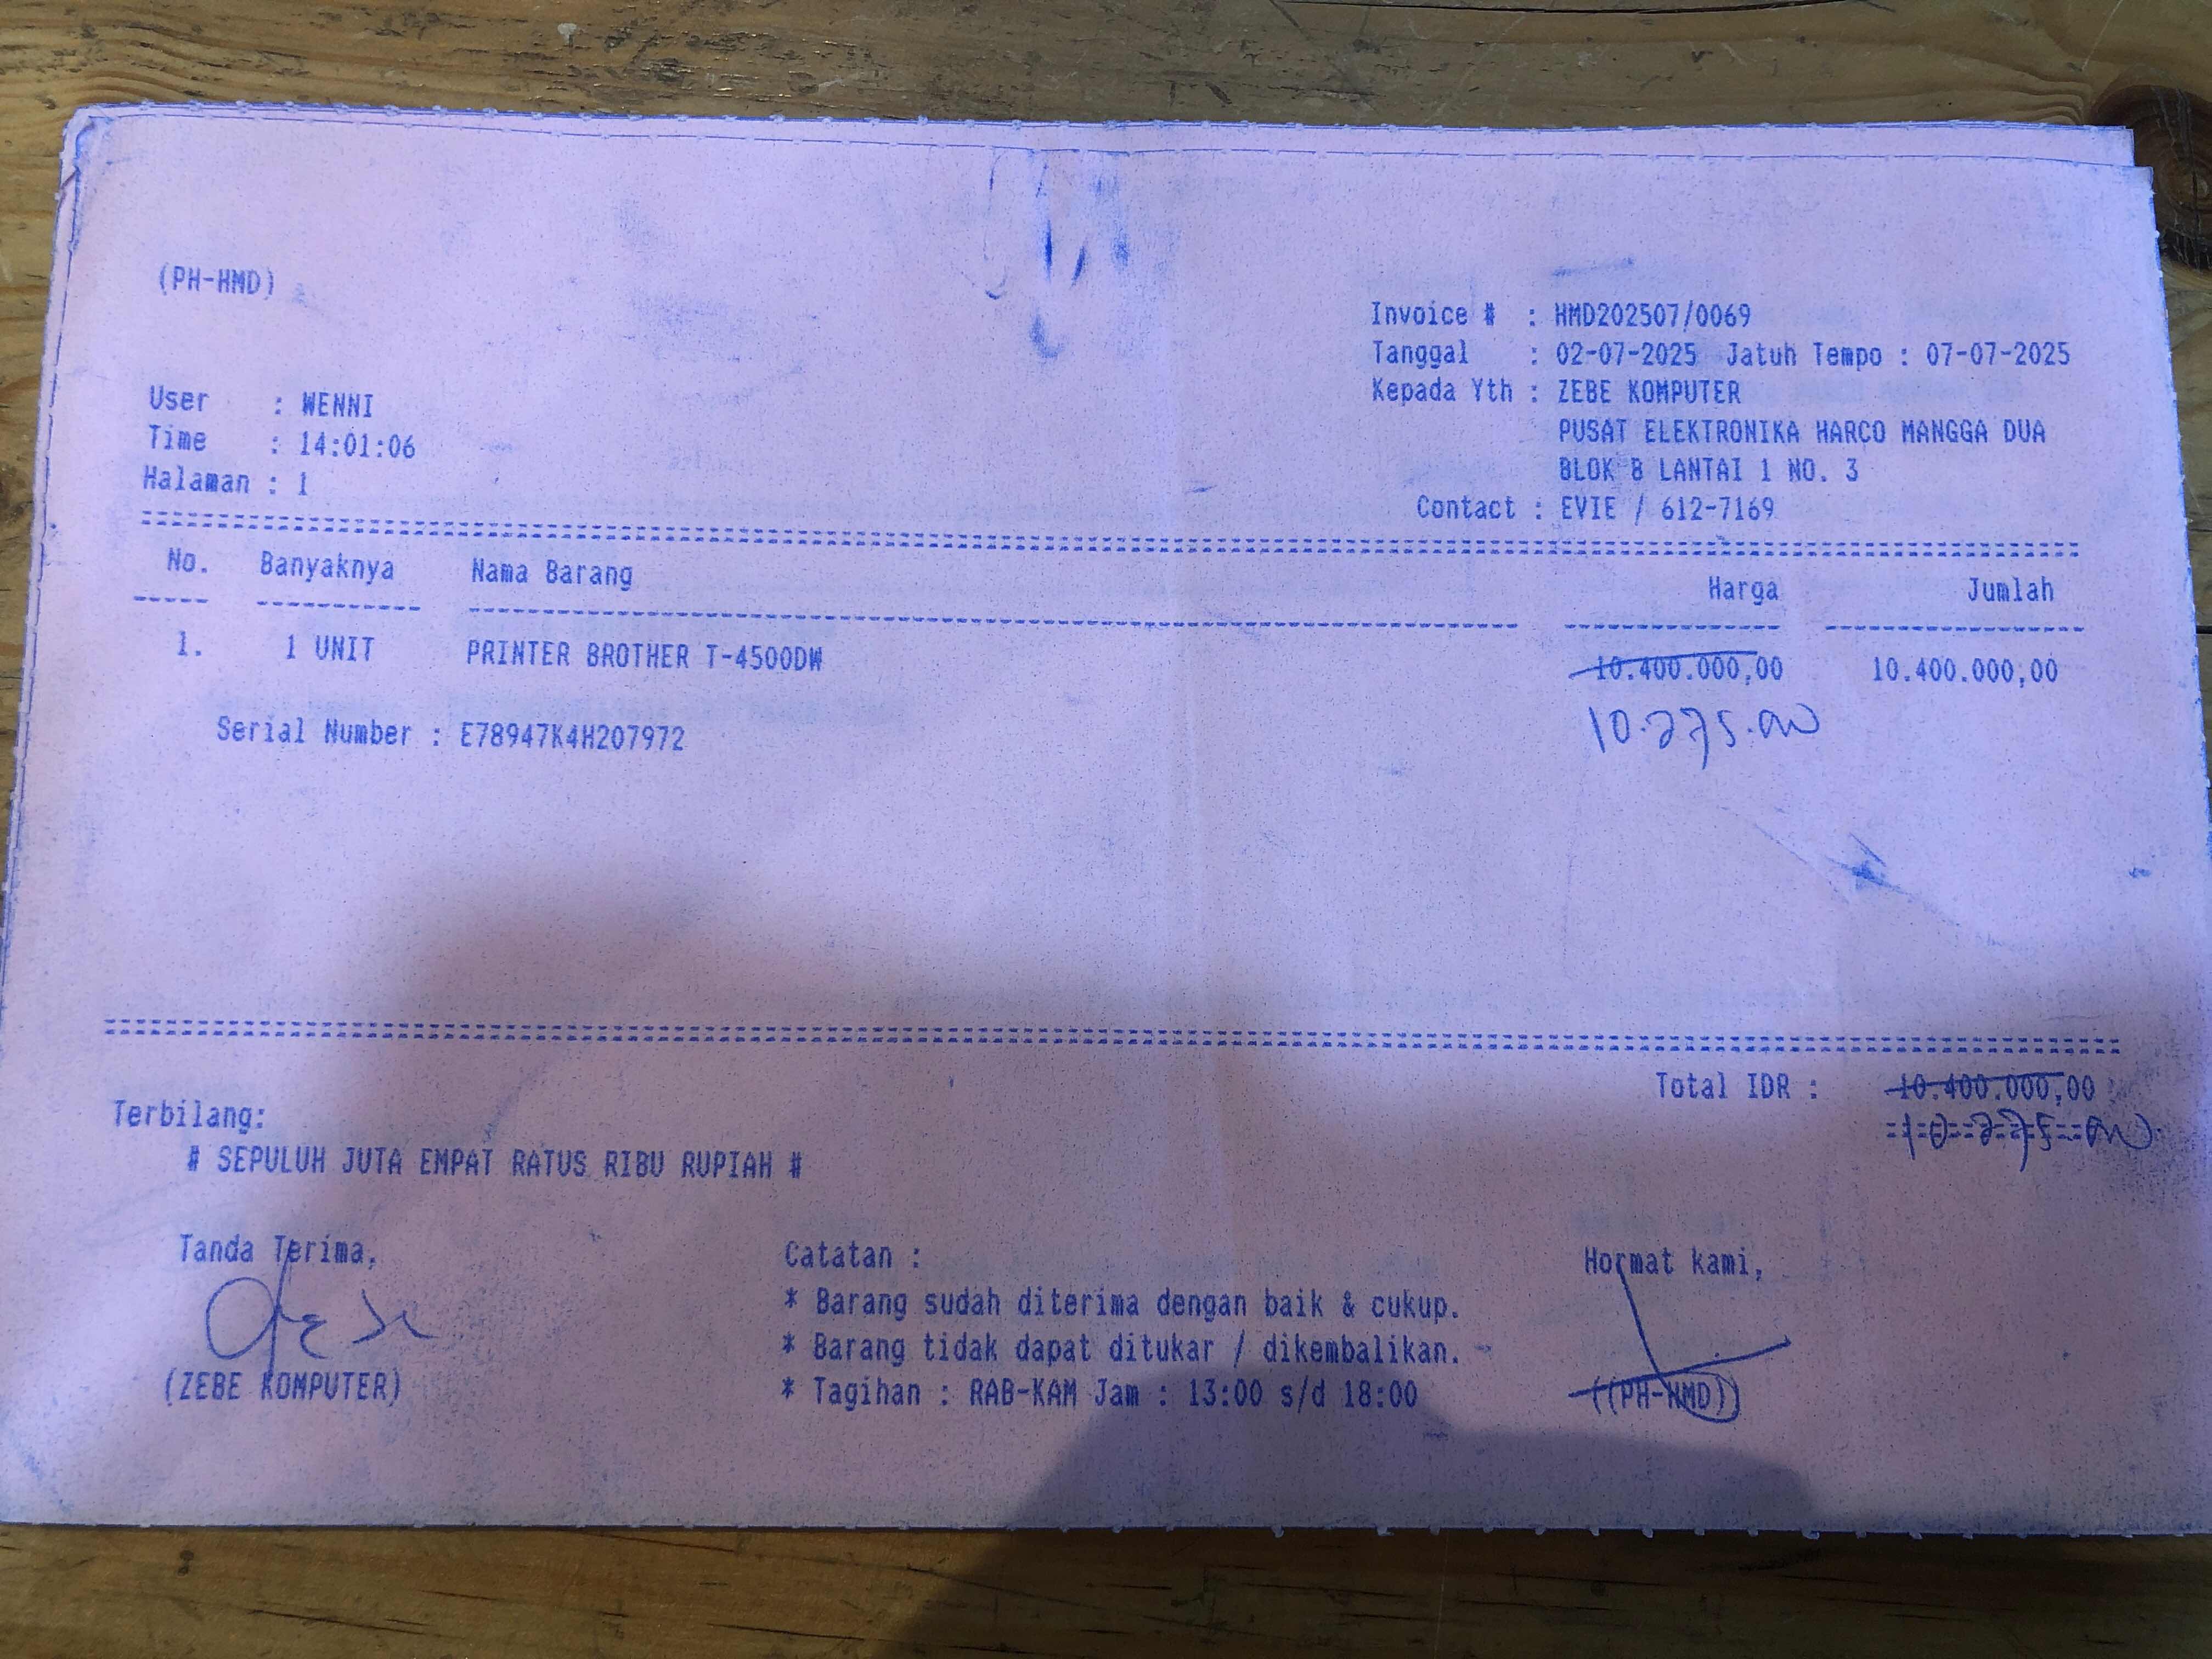 (PH-HMD)
Invoice # : HMD202507/0069
Tanggal : 02-07-2025 Jatuh Tempo : 07-07-2025
Kepada Yth : ZEBE KOMPUTER
PUSAT ELEKTRONIKA HARCO MANGGA DUA
BLOK B LANTAI 1 NO. 3
Contact : EVIE / 612-7169
User : WENNI
Time : 14:01:06
Halaman : 1
No. Banyaknya Nama Barang Harga Jumlah
1. 1 UNIT PRINTER BROTHER T-4500DW 10.400.000,00 10.400.000,00
10.275.000
Serial Number : E78947K4H207972
Total IDR : 10.400.000,00
10.275.000
Terbilang:
# SEPULUH JUTA EMPAT RATUS RIBU RUPIAH #
Tanda Terima,
(ZEBE KOMPUTER)
Catatan :
* Barang sudah diterima dengan baik & cukup.
* Barang tidak dapat ditukar / dikembalikan.
* Tagihan : RAB-KAM Jam : 13:00 s/d 18:00
Hormat kami,
((PH-HMD))